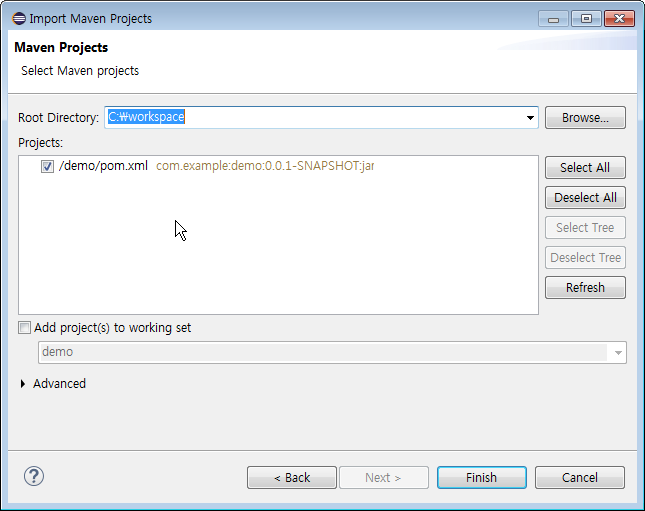 Import Maven Projects
Maven Projects
Select Maven projects
Root Directory: C:₩workspace Browse...
Projects:
/demo/pom.xml com.example:demo:0.0.1-SNAPSHOT:jar
Select All
Deselect All
Select Tree
Deselect Tree
Refresh
Add project(s) to working set
demo
Advanced
? < Back Next > Finish Cancel